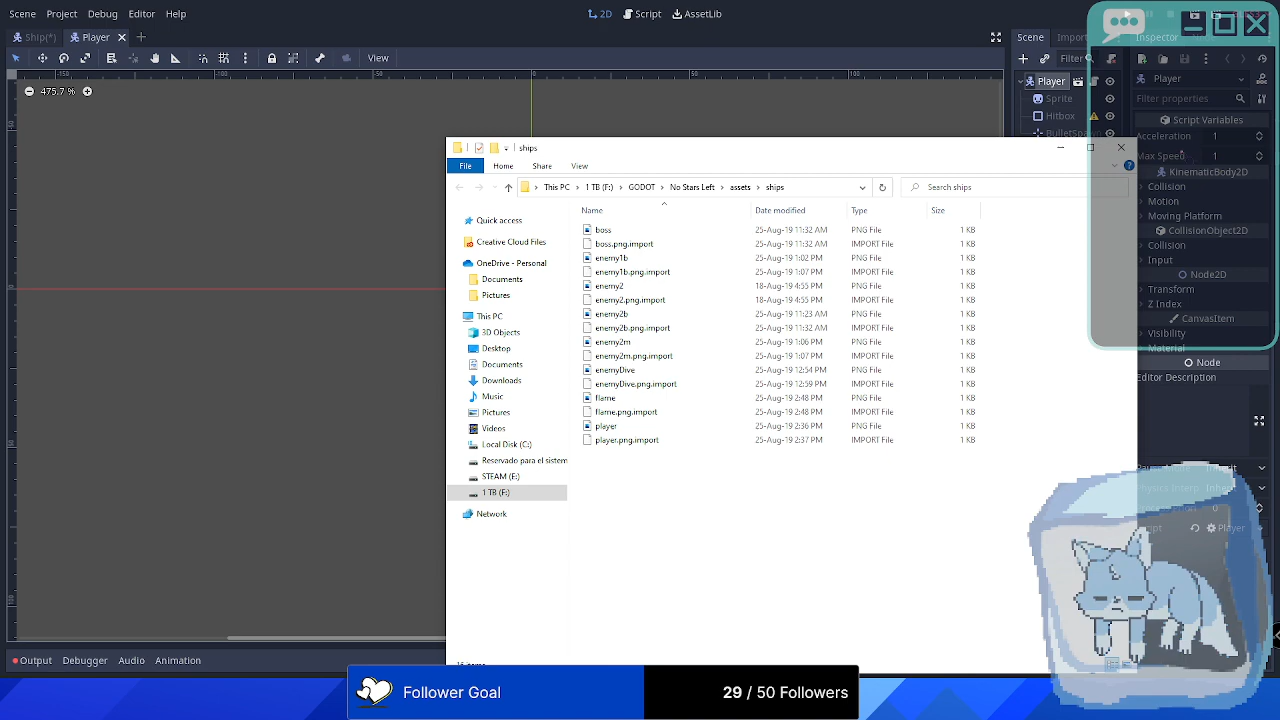 Scene Project Debug Editor Help
2D Script AssetLib
Ship(*) Player
Scene Import Inspector
View
Filter
475.7 %
-150 -100 -50 0 50 100
Player
Sprite
Hitbox
BulletSpawn
Player
Filter properties
Script Variables
Acceleration 1
Max Speed 1
KinematicBody2D
Collision
Motion
Moving Platform
CollisionObject2D
Collision
Input
Node2D
Transform
Z Index
CanvasItem
Visibility
Material
Node
Editor Description
ships
File Home Share View
This PC 1 TB (F:) GODOT No Stars Left assets ships
Search ships
Name Date modified Type Size
Quick access
Creative Cloud Files
OneDrive - Personal
Documents
Pictures
This PC
3D Objects
Desktop
Documents
Downloads
Music
Pictures
Videos
Local Disk (C:)
Reservado para el sistem
STEAM (E:)
1 TB (F:)
Network
boss 25-Aug-19 11:32 AM PNG File 1 KB
boss.png.import 25-Aug-19 11:32 AM IMPORT File 1 KB
enemy1b 25-Aug-19 1:02 PM PNG File 1 KB
enemy1b.png.import 25-Aug-19 1:07 PM IMPORT File 1 KB
enemy2 18-Aug-19 4:55 PM PNG File 1 KB
enemy2.png.import 18-Aug-19 4:55 PM IMPORT File 1 KB
enemy2b 25-Aug-19 11:23 AM PNG File 1 KB
enemy2b.png.import 25-Aug-19 11:32 AM IMPORT File 1 KB
enemy2m 25-Aug-19 1:06 PM PNG File 1 KB
enemy2m.png.import 25-Aug-19 1:07 PM IMPORT File 1 KB
enemyDive 25-Aug-19 12:54 PM PNG File 1 KB
enemyDive.png.import 25-Aug-19 12:59 PM IMPORT File 1 KB
flame 25-Aug-19 2:48 PM PNG File 1 KB
flame.png.import 25-Aug-19 2:48 PM IMPORT File 1 KB
player 25-Aug-19 2:36 PM PNG File 1 KB
player.png.import 25-Aug-19 2:37 PM IMPORT File 1 KB
Inherit
Inherit
0
Player
Output Debugger Audio Animation
Follower Goal 29 / 50 Followers